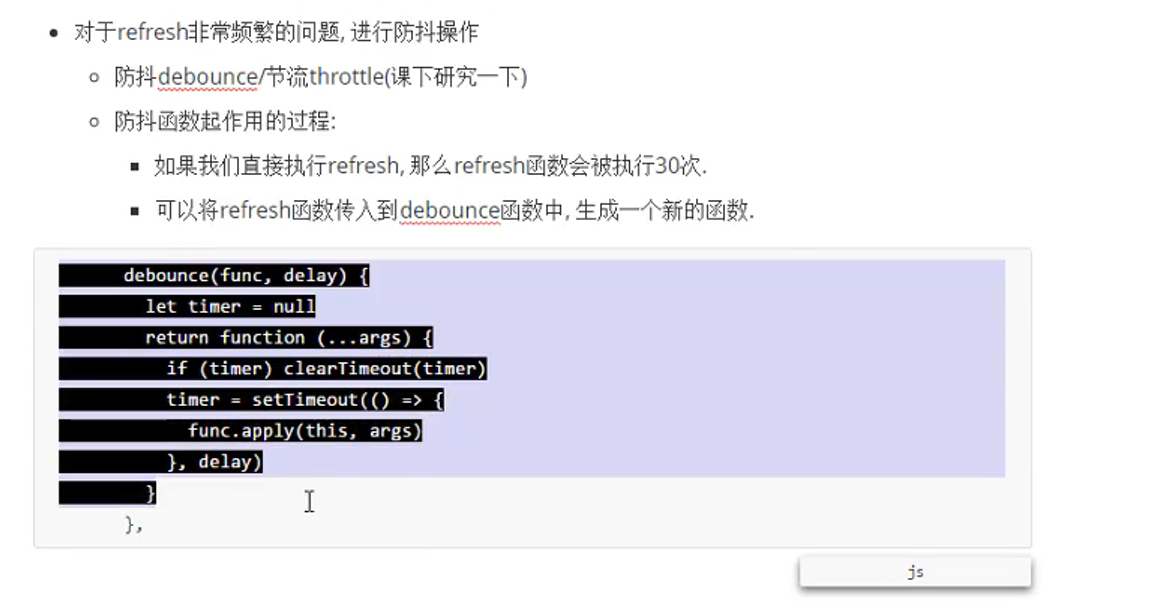 对于refresh非常频繁的问题, 进行防抖操作
防抖debounce/节流throttle(课下研究一下)
防抖函数起作用的过程:
如果我们直接执行refresh, 那么refresh函数会被执行30次.
可以将refresh函数传入到debounce函数中, 生成一个新的函数.
debounce(func, delay) {
let timer = null
return function (...args) {
if (timer) clearTimeout(timer)
timer = setTimeout(() => {
func.apply(this, args)
}, delay)
}
},
js